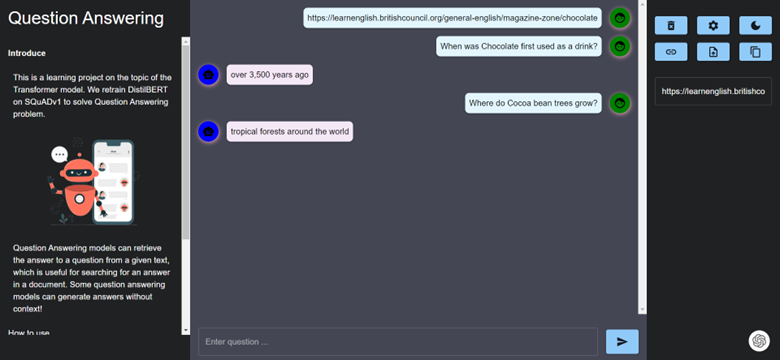 Question Answering
Introduce
This is a learning project on the topic of the
Transformer model. We retrain DistilBERT
on SQuADv1 to solve Question Answering
problem.
Question Answering models can retrieve
the answer to a question from a given text,
which is useful for searching for an answer
in a document. Some question answering
models can generate answers without
context!
How to use
https://learnenglish.britishcouncil.org/general-english/magazine-zone/chocolate
When was Chocolate first used as a drink?
over 3,500 years ago
Where do Cocoa bean trees grow?
tropical forests around the world
Enter question ...
https://learnenglish.britishco